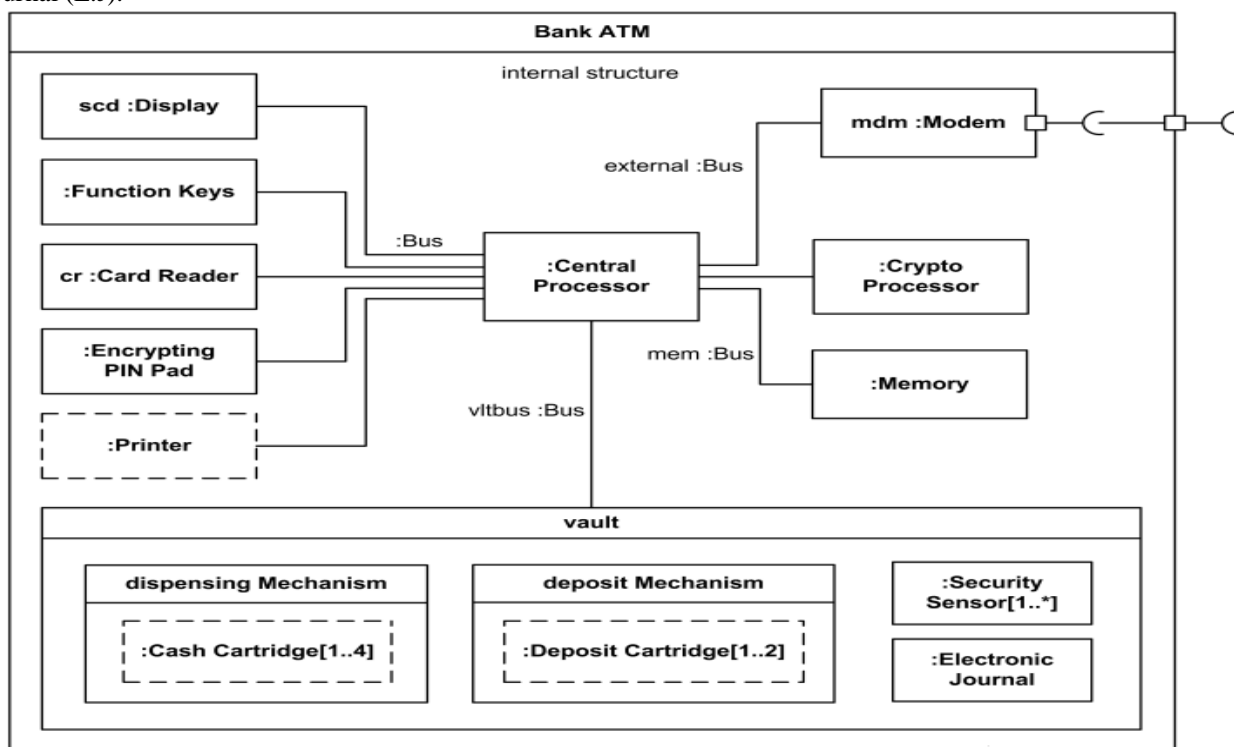 Bank ATM
internal structure
scd :Display
mdm :Modem
external :Bus
:Function Keys
:Bus
:Central
Processor
cr :Card Reader
:Crypto
Processor
:Encrypting
PIN Pad
mem :Bus
:Memory
vltbus :Bus
:Printer
vault
dispensing Mechanism
:Cash Cartridge[1..4]
deposit Mechanism
:Deposit Cartridge[1..2]
:Security
Sensor[1..*]
:Electronic
Journal